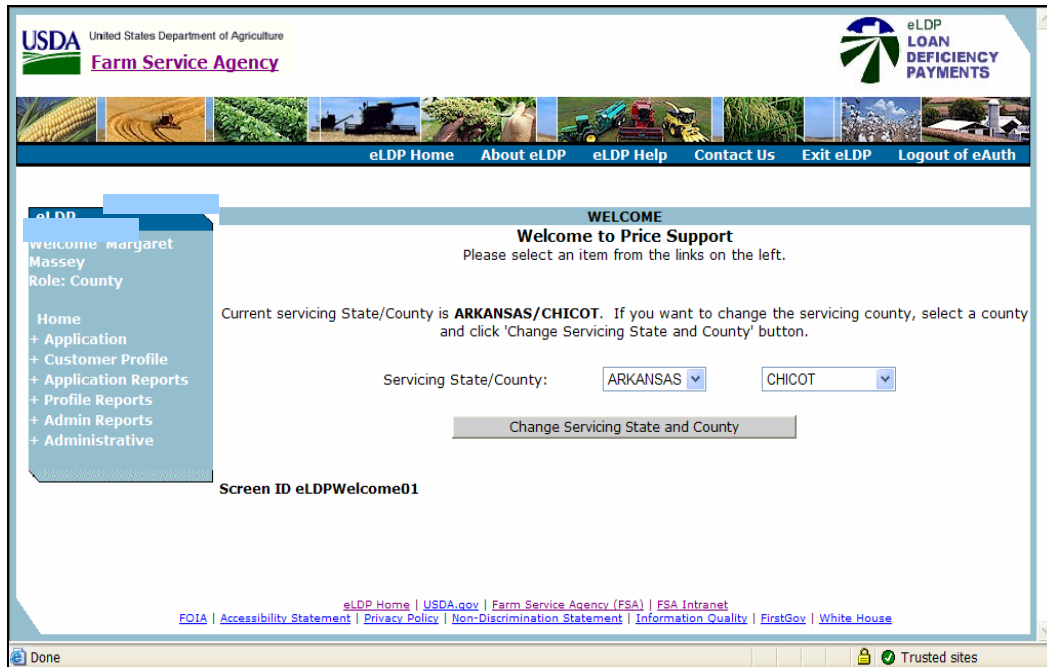 USDA
United States Department of Agriculture
Farm Service Agency
eLDP
LOAN
DEFICIENCY
PAYMENTS
eLDP Home About eLDP eLDP Help Contact Us Exit eLDP Logout of eAuth
eLDP
Welcome Margaret
Massey
Role: County
Home
+ Application
+ Customer Profile
+ Application Reports
+ Profile Reports
+ Admin Reports
+ Administrative
WELCOME
Welcome to Price Support
Please select an item from the links on the left.
Current servicing State/County is ARKANSAS/CHICOT. If you want to change the servicing county, select a county
and click 'Change Servicing State and County' button.
Servicing State/County: ARKANSAS CHICOT
Change Servicing State and County
Screen ID eLDPWelcome01
eLDP Home | USDA.gov | Farm Service Agency (FSA) | FSA Intranet
FOIA | Accessibility Statement | Privacy Policy | Non-Discrimination Statement | Information Quality | FirstGov | White House
Done Trusted sites